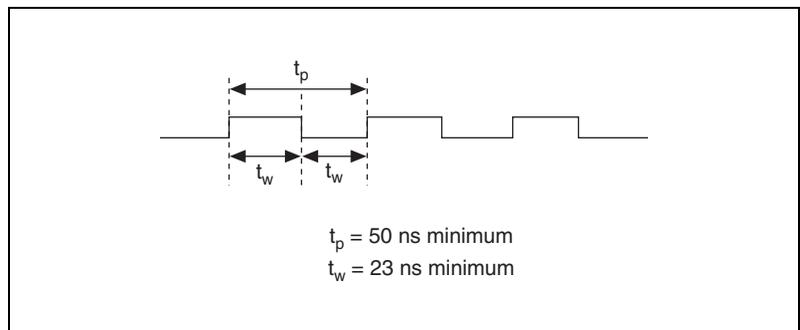 tp
tw tw
tp = 50 ns minimum
tw = 23 ns minimum